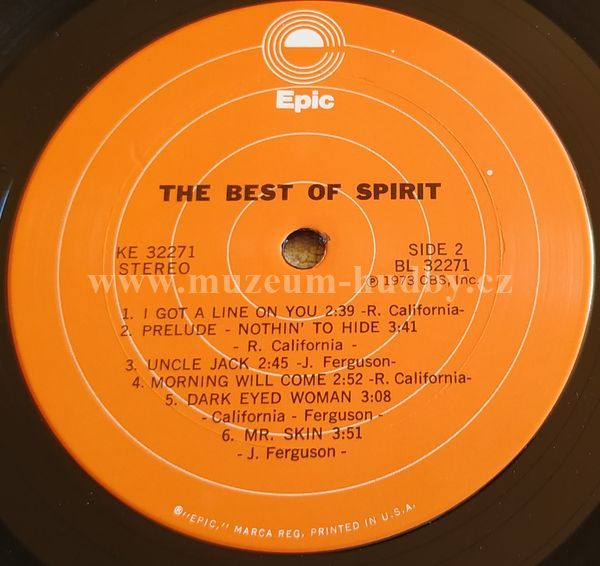 Epic
THE BEST OF SPIRIT
KE 32271
STEREO
SIDE 2
BL 32271
℗ 1973 CBS, Inc.
www.muzeum-hudby.cz
1. I GOT A LINE ON YOU 2:39 -R. California-
2. PRELUDE - NOTHIN' TO HIDE 3:41
- R. California -
3. UNCLE JACK 2:45 -J. Ferguson-
4. MORNING WILL COME 2:52 -R. California-
5. DARK EYED WOMAN 3:08
- California - Ferguson -
6. MR. SKIN 3:51
- J. Ferguson -
®"EPIC," MARCA REG. PRINTED IN U.S.A.